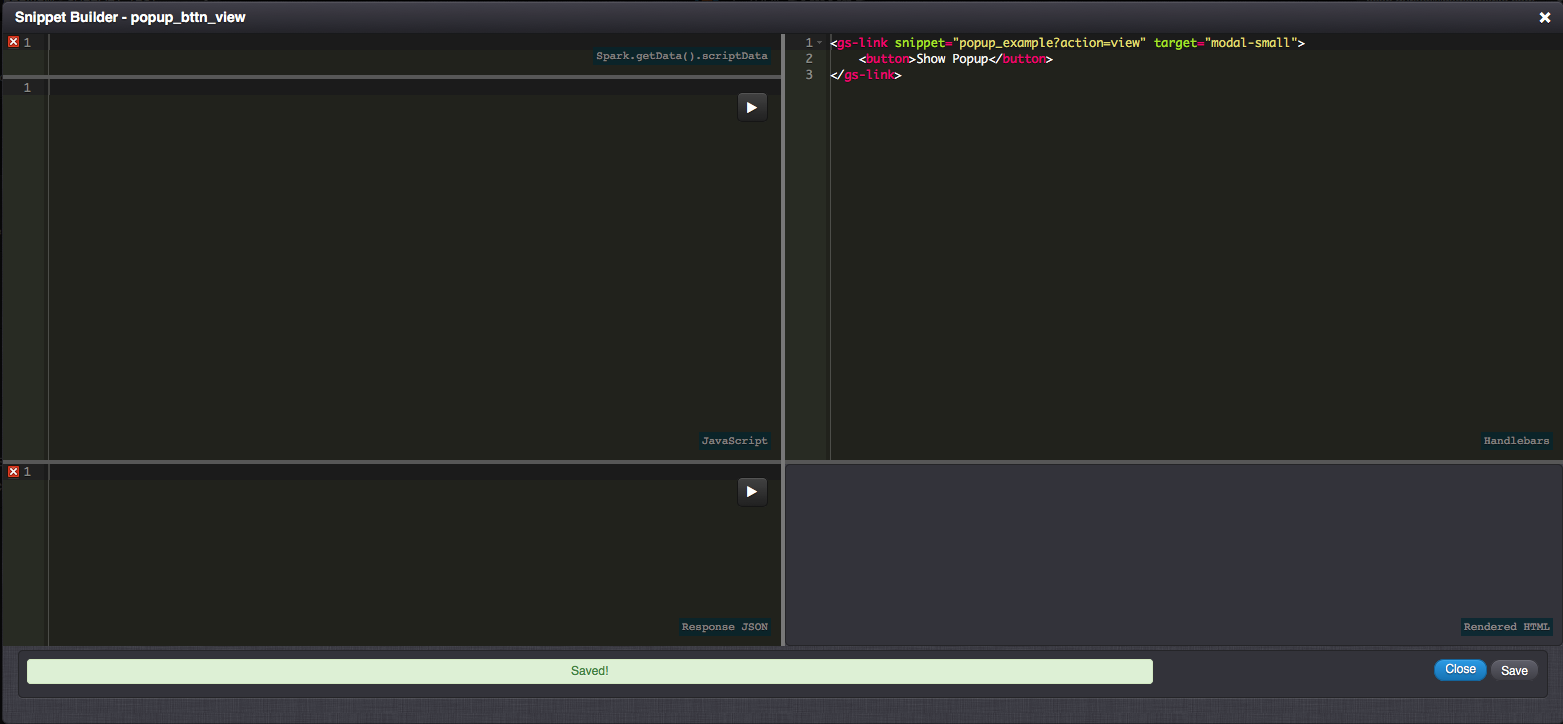 Snippet Builder - popup_bttn_view
1
Spark.getData().scriptData
1
JavaScript
1
Response JSON
1 <gs-link snippet="popup_example?action=view" target="modal-small">
2 <button>Show Popup</button>
3 </gs-link>
Handlebars
Rendered HTML
Saved!
Close
Save